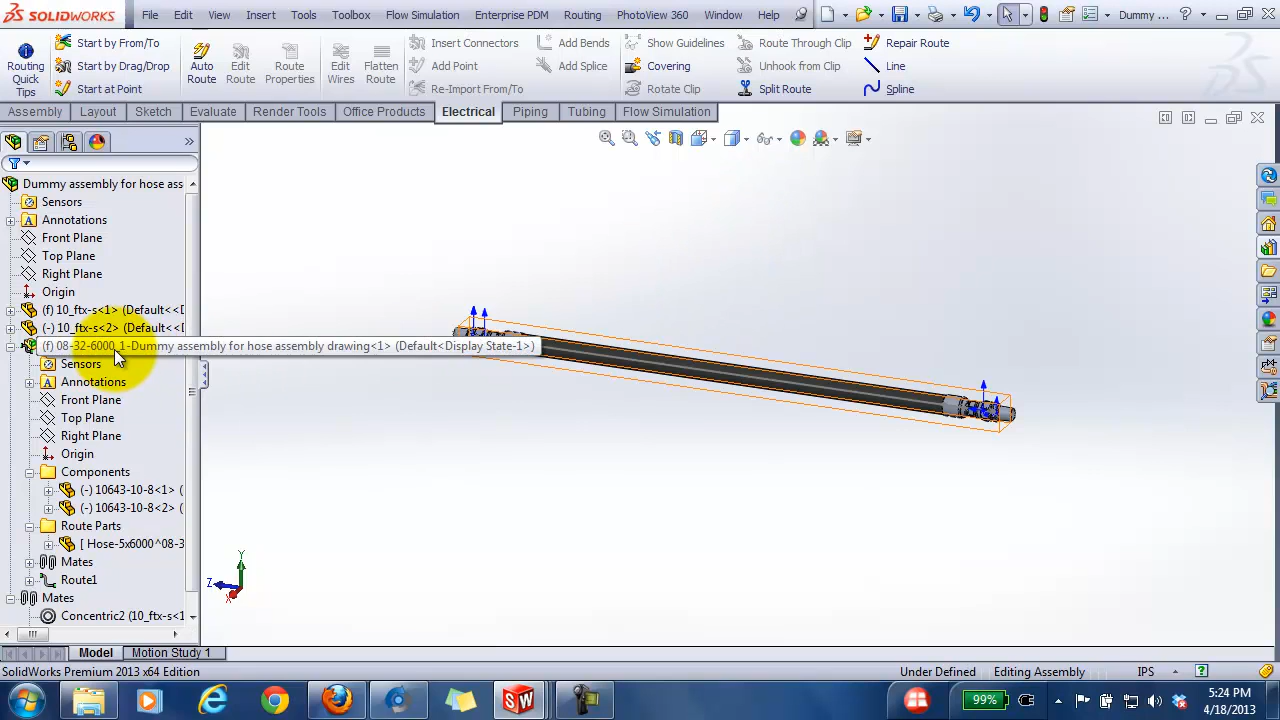 SOLIDWORKS File Edit View Insert Tools Toolbox Flow Simulation Enterprise PDM Routing PhotoView 360 Window Help Dummy ... ?
Routing Quick Tips
Start by From/To
Start by Drag/Drop
Start at Point
Auto Route
Edit Route
Route Properties
Edit Wires
Flatten Route
Insert Connectors
Add Point
Re-Import From/To
Add Bends
Add Splice
Show Guidelines
Covering
Rotate Clip
Route Through Clip
Unhook from Clip
Split Route
Repair Route
Line
Spline
Assembly Layout Sketch Evaluate Render Tools Office Products Electrical Piping Tubing Flow Simulation
Dummy assembly for hose ass
Sensors
Annotations
Front Plane
Top Plane
Right Plane
Origin
(f) 10_ftx-s<1> (Default<<D
(-) 10_ftx-s<2> (Default<<D
(f) 08-32-6000_1-Dummy assembly for hose assembly drawing<1> (Default<Display State-1>)
Sensors
Annotations
Front Plane
Top Plane
Right Plane
Origin
Components
(-) 10643-10-8<1> (
(-) 10643-10-8<2> (
Route Parts
[ Hose-5x6000^08-3
Mates
Route1
Mates
Concentric2 (10_ftx-s<1
Y
Z
X
Model Motion Study 1
SolidWorks Premium 2013 x64 Edition Under Defined Editing Assembly IPS ?
99% 5:24 PM
4/18/2013